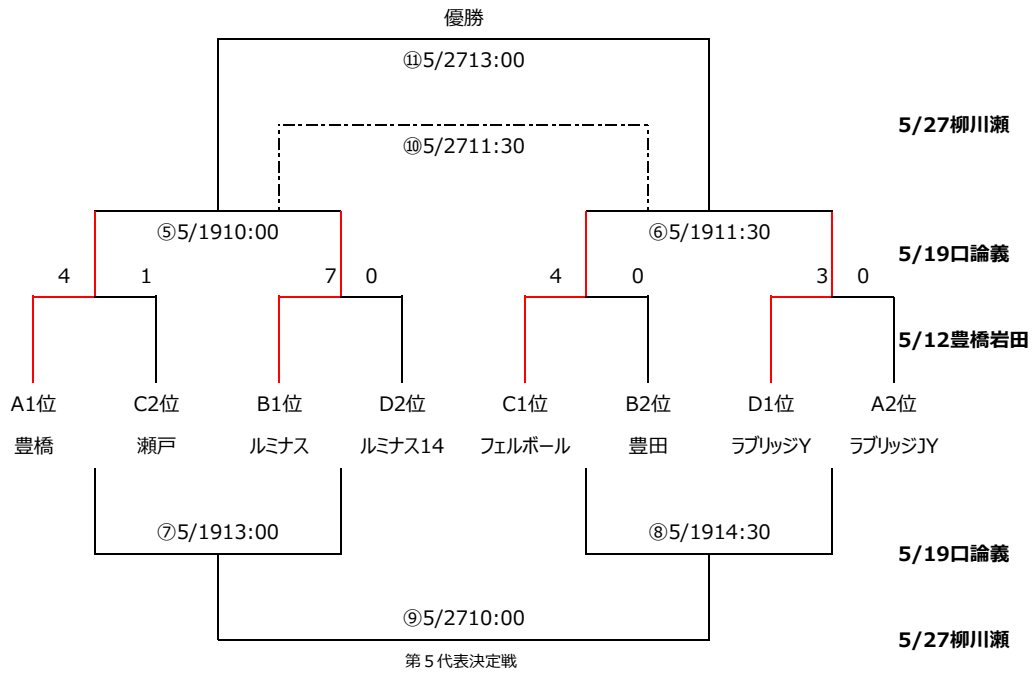 優勝
⑪5/2713:00
5/27柳川瀬
⑩5/2711:30
⑤5/1910:00
⑥5/1911:30
5/19口論義
4 1 7 0 4 0 3 0
5/12豊橋岩田
A1位 C2位 B1位 D2位 C1位 B2位 D1位 A2位
豊橋 瀬戸 ルミナス ルミナス14 フェルボール 豊田 ラブリッジY ラブリッジJY
⑦5/1913:00
⑧5/1914:30
5/19口論義
⑨5/2710:00
5/27柳川瀬
第5代表決定戦